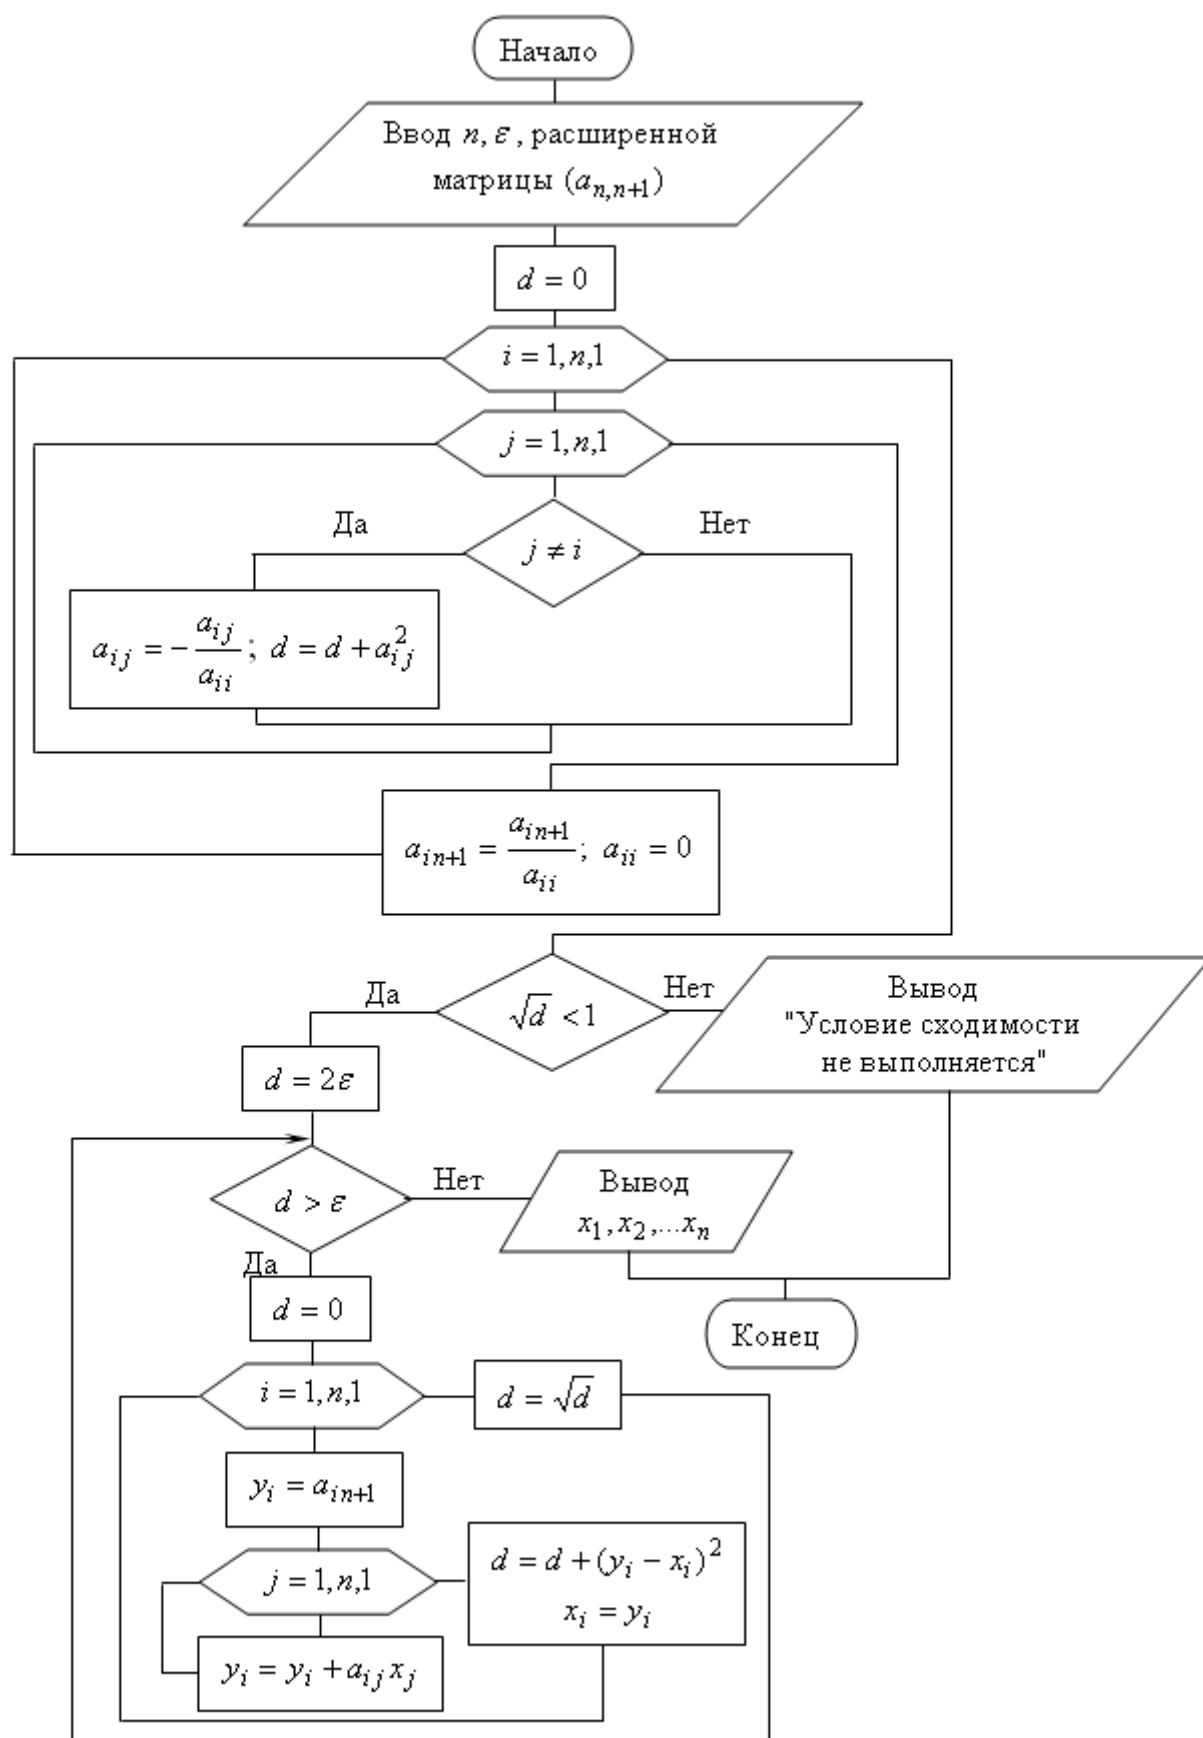 Начало
Ввод n, ε, расширенной
матрицы (a_{n,n+1})
d = 0
i = 1, n,1
j = 1, n,1
Да
Нет
j ≠ i
a_{ij} = -\frac{a_{ij}}{a_{ii}}; d = d + a_{ij}^2
a_{in+1} = \frac{a_{in+1}}{a_{ii}}; a_{ii} = 0
Да
√d < 1
Нет
Вывод
"Условие сходимости
не выполняется"
d = 2ε
d > ε
Нет
Вывод
x_1, x_2, ...x_n
Да
d = 0
Конец
i = 1, n,1
d = √d
y_i = a_{in+1}
j = 1, n,1
d = d + (y_i − x_i)^2
x_i = y_i
y_i = y_i + a_{ij} x_j